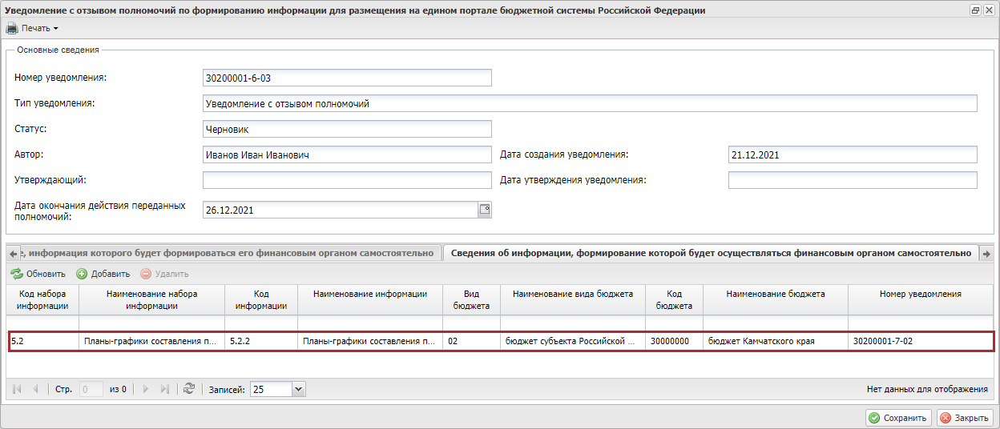 Уведомление с отзывом полномочий по формированию информации для размещения на едином портале бюджетной системы Российской Федерации
Печать
Основные сведения
Номер уведомления: 30200001-6-03
Тип уведомления: Уведомление с отзывом полномочий
Статус: Черновик
Автор: Иванов Иван Иванович Дата создания уведомления: 21.12.2021
Утверждающий: Дата утверждения уведомления:
Дата окончания действия переданных
полномочий: 26.12.2021
е, информация которого будет формироваться его финансовым органом самостоятельно Сведения об информации, формирование которой будет осуществляться финансовым органом самостоятельно
Обновить Добавить Удалить
Код набора Наименование набора Код Наименование информации Вид Наименование вида бюджета Код Наименование бюджета Номер уведомления
информации информации информации бюджета бюджета
5.2 Планы-графики составления п... 5.2.2 Планы-графики составления п... 02 бюджет субъекта Российской ... 30000000 бюджет Камчатского края 30200001-7-02
Стр. 0 из 0 Записей: 25 Нет данных для отображения
Сохранить Закрыть